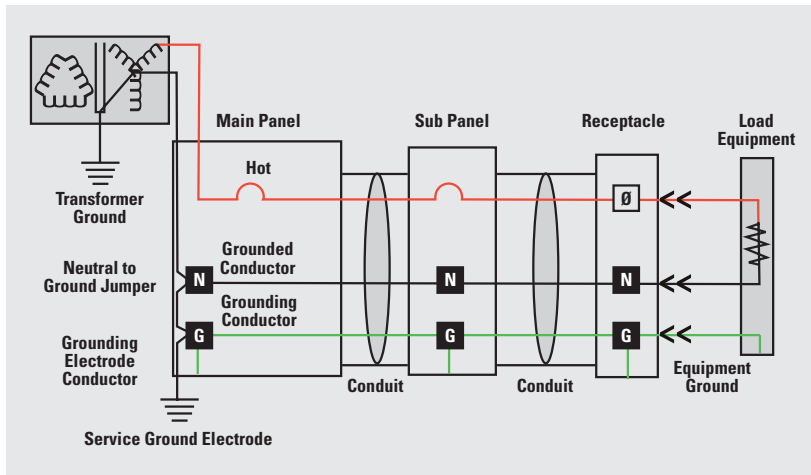 Main Panel
Sub Panel
Receptacle
Load
Equipment
Hot
Ø
Transformer
Ground
Neutral to
Ground Jumper
Grounded
Conductor
N
N
N
Grounding
Conductor
G
G
G
Grounding
Electrode
Conductor
Conduit
Conduit
Equipment
Ground
Service Ground Electrode